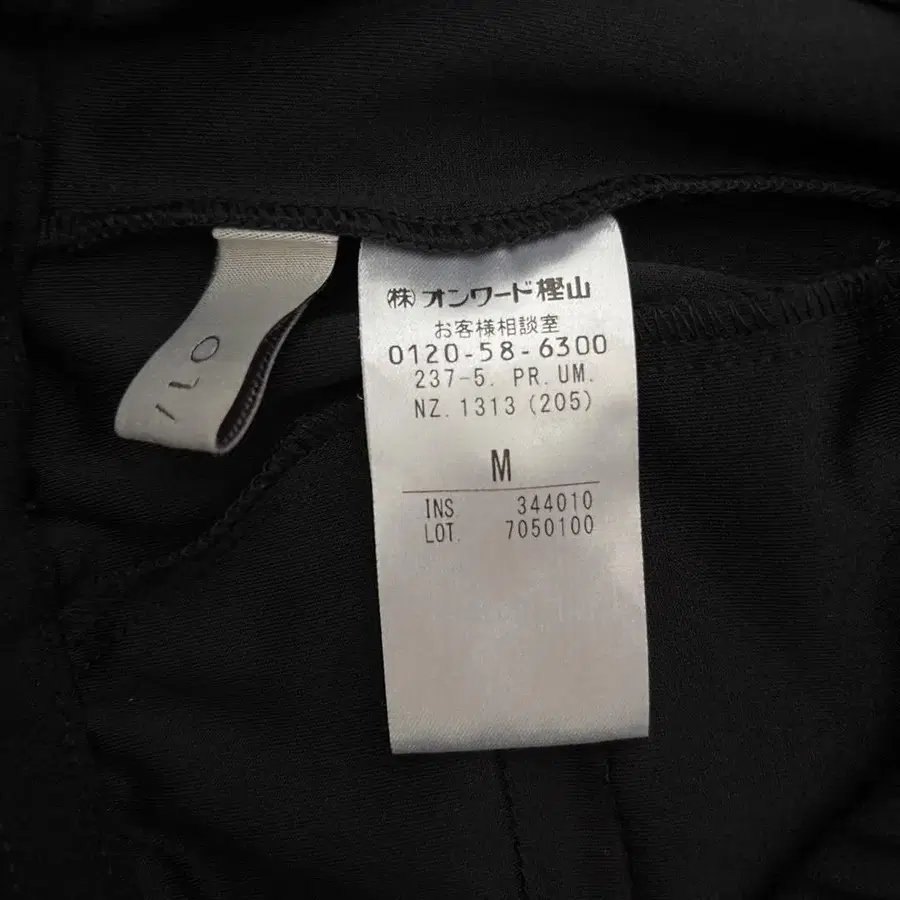 ㈱オンワード樫山
お客様相談室
0120-58-6300
237-5. PR. UM.
NZ. 1313 (205)
M
INS. 344010
LOT. 7050100